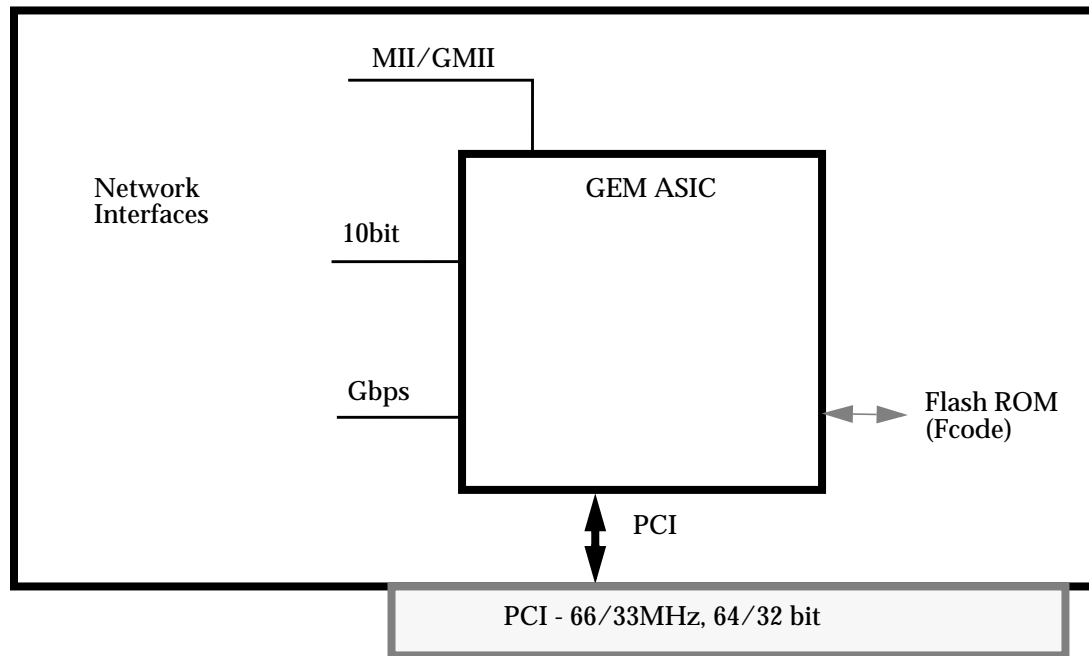 MII/GMII
GEM ASIC
Network
Interfaces
10bit
Gbps
Flash ROM
(Fcode)
PCI
PCI - 66/33MHz, 64/32 bit